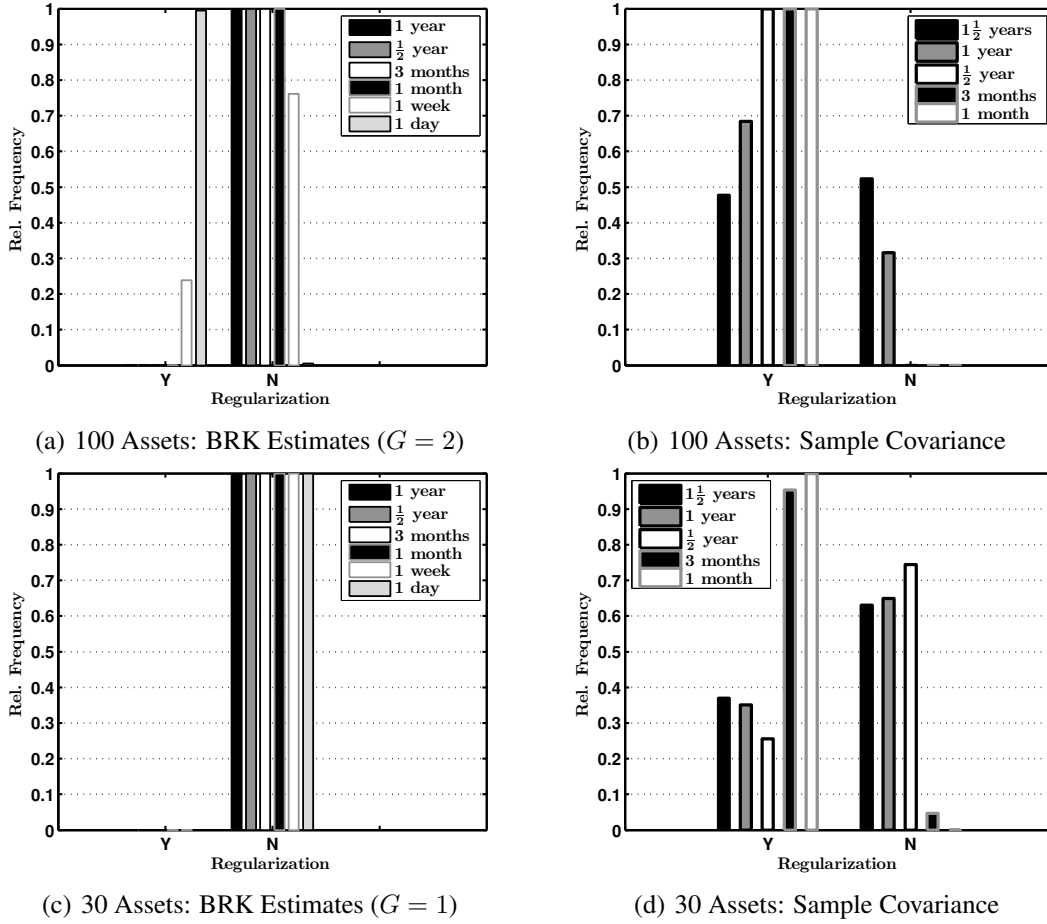 1
0.9
0.8
0.7
0.6
0.5
0.4
0.3
0.2
0.1
0
Rel. Frequency
1 year
½ year
3 months
1 month
1 week
1 day
Y
N
Regularization
(a) 100 Assets: BRK Estimates (G = 2)
1
0.9
0.8
0.7
0.6
0.5
0.4
0.3
0.2
0.1
0
Rel. Frequency
1½ years
1 year
½ year
3 months
1 month
Y
N
Regularization
(b) 100 Assets: Sample Covariance
1
0.9
0.8
0.7
0.6
0.5
0.4
0.3
0.2
0.1
0
Rel. Frequency
1 year
½ year
3 months
1 month
1 week
1 day
Y
N
Regularization
(c) 30 Assets: BRK Estimates (G = 1)
1
0.9
0.8
0.7
0.6
0.5
0.4
0.3
0.2
0.1
0
Rel. Frequency
1½ years
1 year
½ year
3 months
1 month
Y
N
Regularization
(d) 30 Assets: Sample Covariance